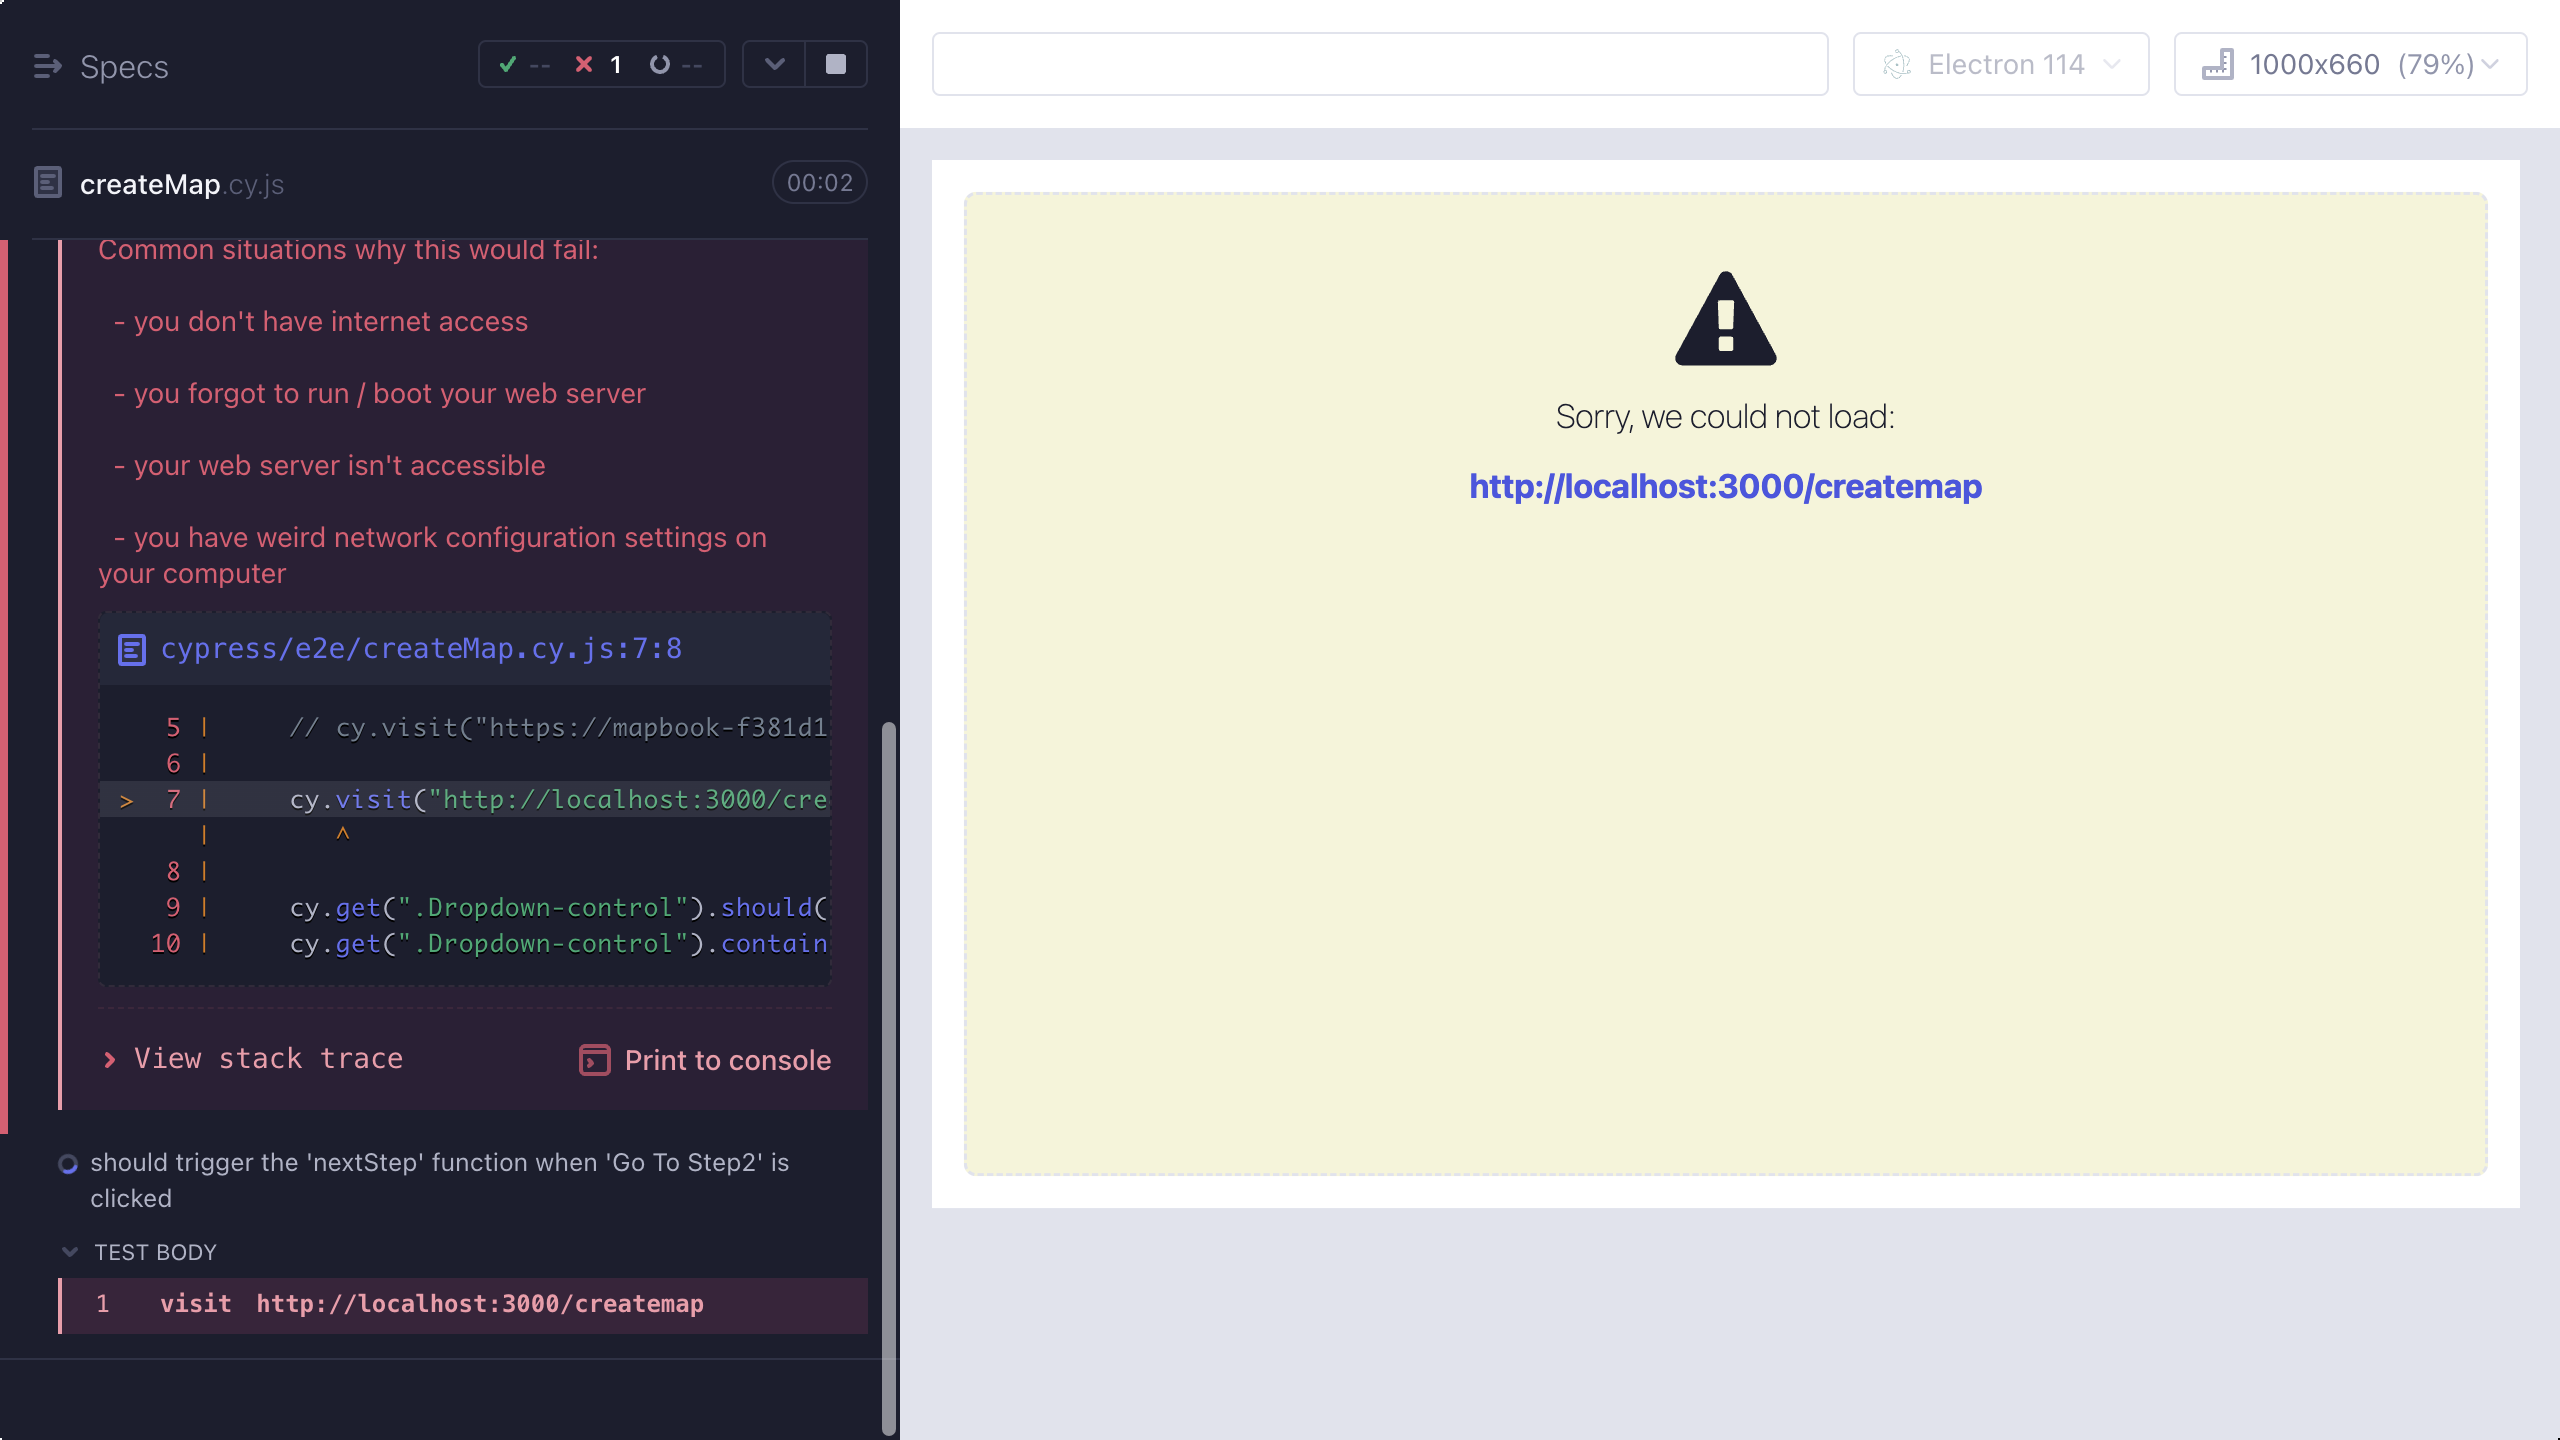 Specs
-- 1 --
createMap.cy.js
00:02
Common situations why this would fail:
- you don't have internet access
- you forgot to run / boot your web server
- your web server isn't accessible
- you have weird network configuration settings on
your computer
cypress/e2e/createMap.cy.js:7:8
5 | // cy.visit("https://mapbook-f381d1
6 |
> 7 | cy.visit("http://localhost:3000/cre
| ^
8 |
9 | cy.get(".Dropdown-control").should(
10 | cy.get(".Dropdown-control").contain
View stack trace
Print to console
should trigger the 'nextStep' function when 'Go To Step2' is
clicked
TEST BODY
1 visit http://localhost:3000/createmap
Electron 114
1000x660 (79%)
Sorry, we could not load:
http://localhost:3000/createmap